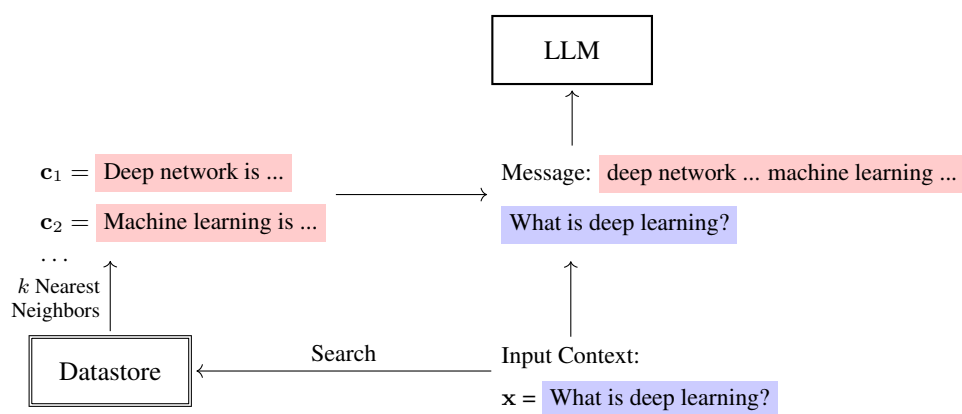 LLM
c₁ = Deep network is ...
c₂ = Machine learning is ...
...
Message: deep network ... machine learning ...
What is deep learning?
k Nearest
Neighbors
Datastore
Search
Input Context:
x = What is deep learning?